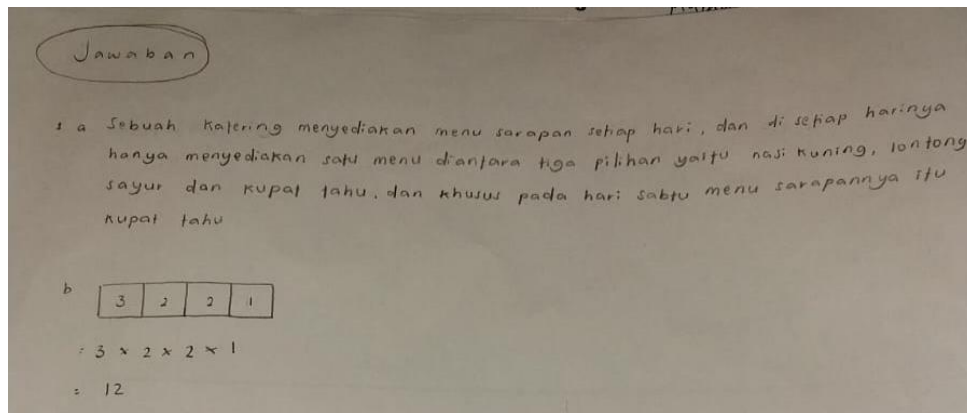 Jawaban
1 a Sebuah Katering menyediakan menu sarapan setiap hari, dan di setiap harinya
hanya menyediakan satu menu diantara tiga pilihan yaitu nasi kuning, lontong
sayur dan kupat tahu, dan khusus pada hari sabtu menu sarapannya itu
kupat tahu
b 3 2 2 1
= 3 × 2 × 2 × 1
= 12